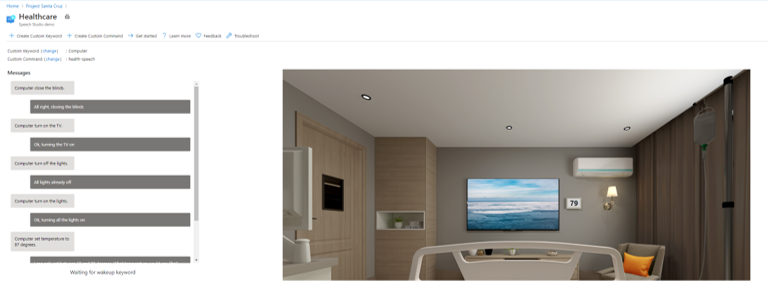 Home > Project Santa Cruz >
Healthcare
Speech Studio demo
+ Create Custom Keyword + Create Custom Command → Get started ? Learn more Feedback Troubleshoot
Custom Keyword (change) : Computer
Custom Command (change) : health-speech
Messages
Computer close the blinds.
All right, closing the blinds
Computer turn on the TV.
Ok, turning the TV on
Computer turn off the lights.
All lights already off
Computer turn on the lights.
Ok, turning all the lights on
Computer set temperature to
87 degrees.
Waiting for wakeup keyword
79